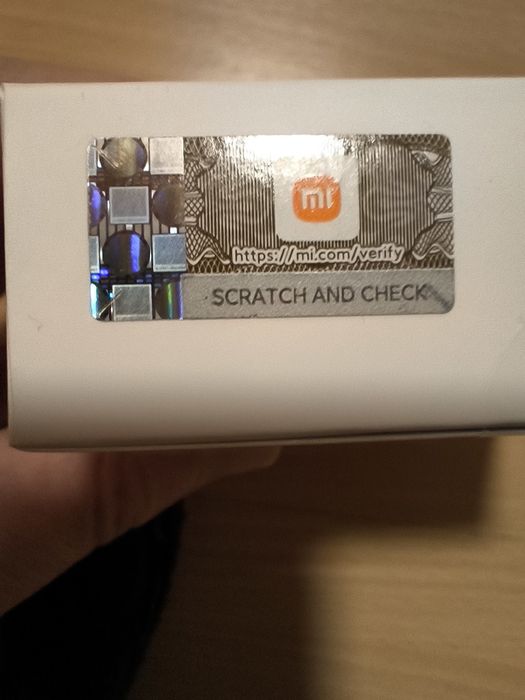 mi
https://mi.com/verify
SCRATCH AND CHECK